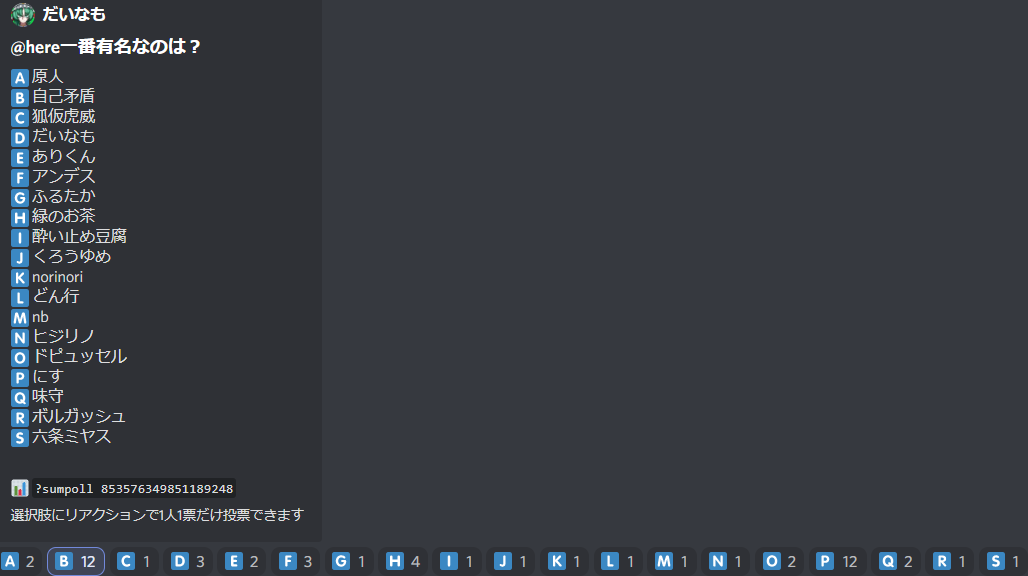 だいなも
@here一番有名なのは？
A 原人
B 自己矛盾
C 狐仮虎威
D だいなも
E ありくん
F アンデス
G ふるたか
H 緑のお茶
I 酔い止め豆腐
J くろうゆめ
K norinori
L どん行
M nb
N ヒジリノ
O ドピュッセル
P にす
Q 味守
R ボルガッシュ
S 六条ミヤス
?sumpoll 853576349851189248
選択肢にリアクションで1人1票だけ投票できます
A 2 B 12 C 1 D 3 E 2 F 3 G 1 H 4 I 1 J 1 K 1 L 1 M 1 N 1 O 2 P 12 Q 2 R 1 S 1